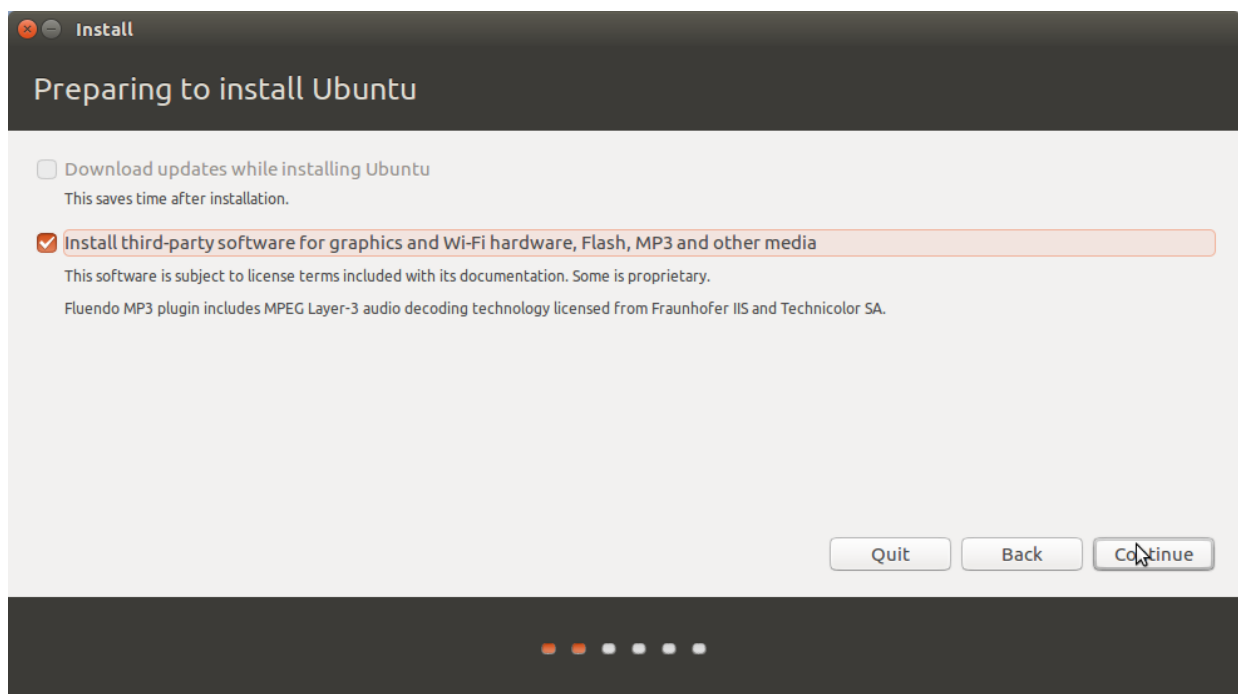 Install
Preparing to install Ubuntu
Download updates while installing Ubuntu
This saves time after installation.
Install third-party software for graphics and Wi-Fi hardware, Flash, MP3 and other media
This software is subject to license terms included with its documentation. Some is proprietary.
Fluendo MP3 plugin includes MPEG Layer-3 audio decoding technology licensed from Fraunhofer IIS and Technicolor SA.
Quit Back Continue